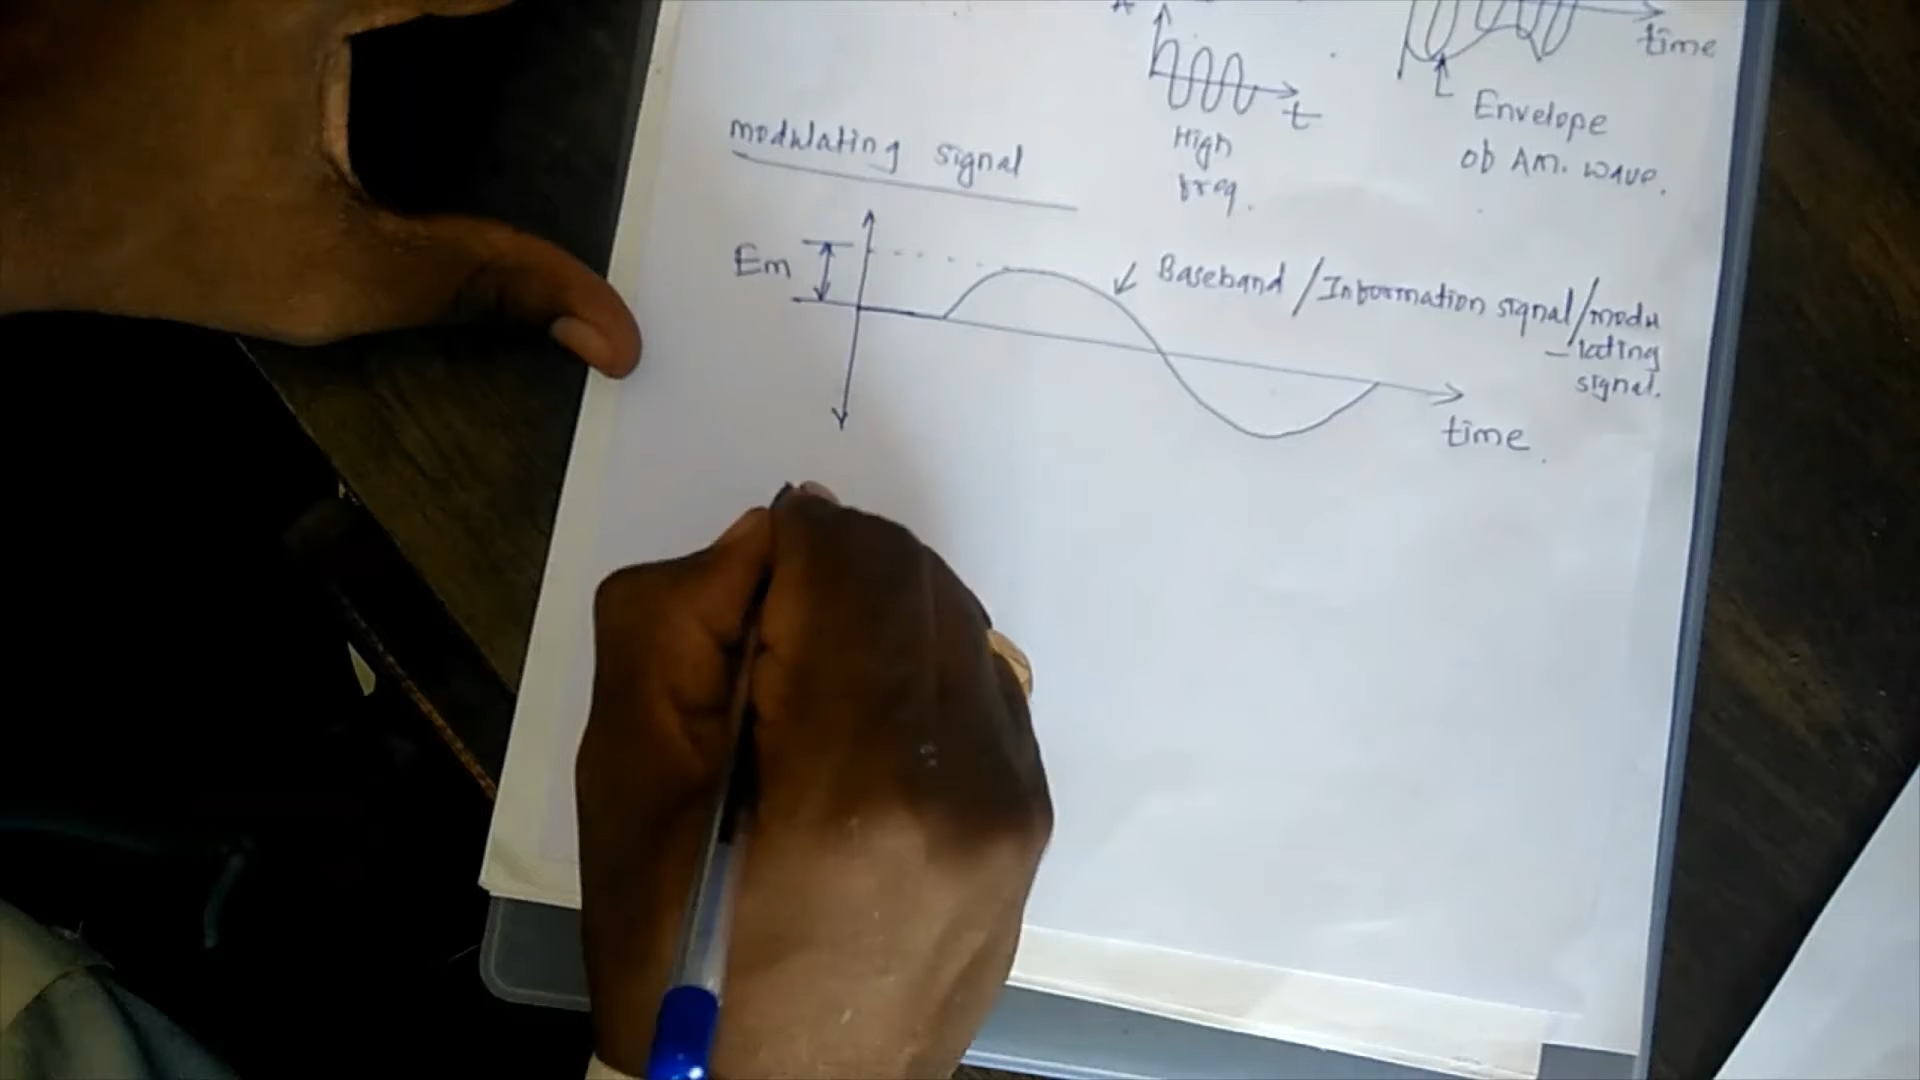 time
t
Envelope
of AM. wave.
High
freq.
modulating signal
Em
Baseband / Information signal / modu
- lating
signal.
time.